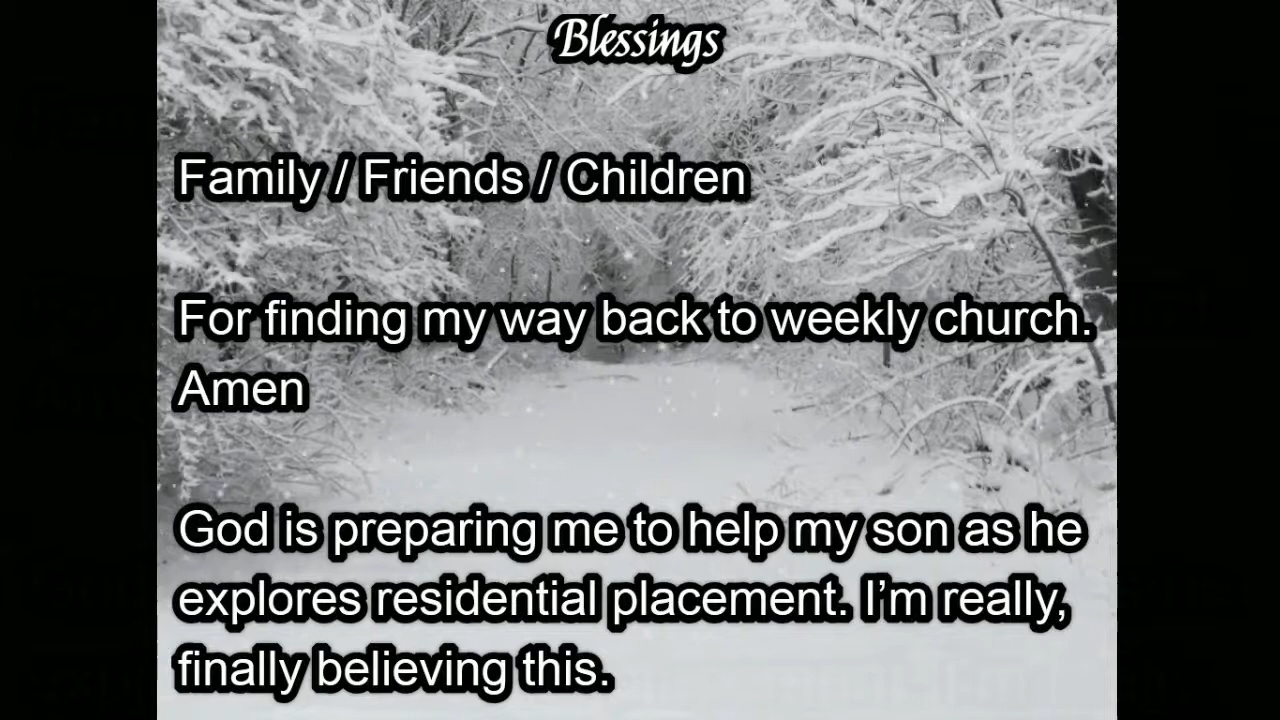 Blessings
Family / Friends / Children
For finding my way back to weekly church.
Amen
God is preparing me to help my son as he
explores residential placement. I’m really,
finally believing this.